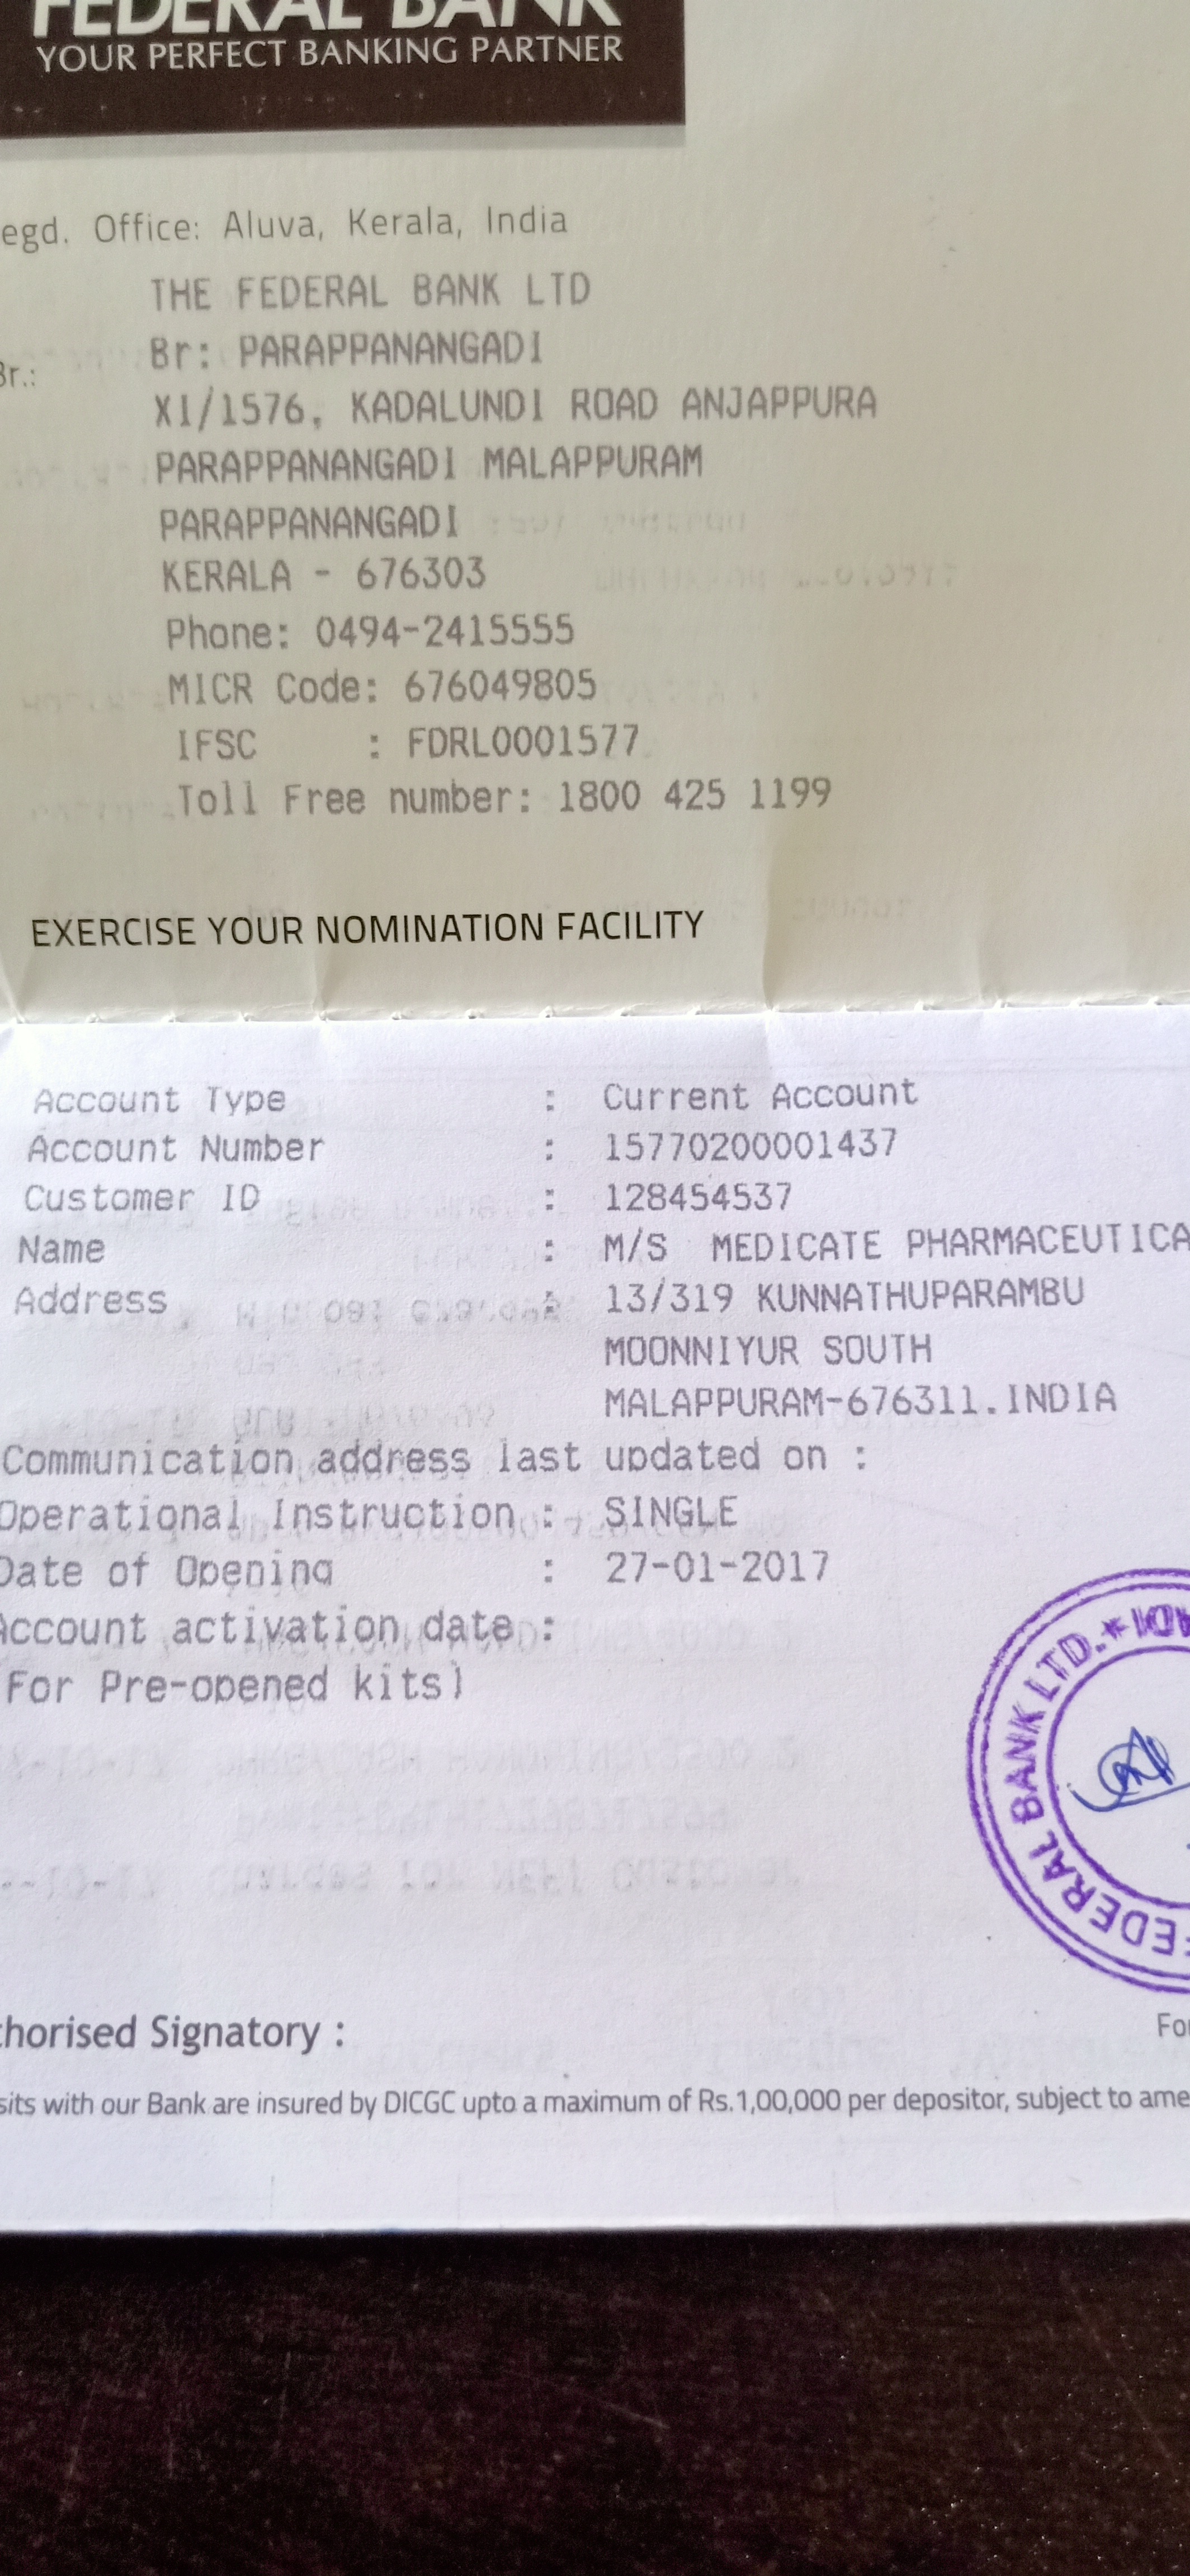 FEDERAL BANK
YOUR PERFECT BANKING PARTNER
egd. Office: Aluva, Kerala, India
THE FEDERAL BANK LTD
Br.: Br: PARAPPANANGADI
XI/1576, KADALUNDI ROAD ANJAPPURA
PARAPPANANGADI MALAPPURAM
PARAPPANANGADI
KERALA - 676303
Phone: 0494-2415555
MICR Code: 676049805
IFSC : FDRL0001577
Toll Free number: 1800 425 1199
EXERCISE YOUR NOMINATION FACILITY
Account Type : Current Account
Account Number : 15770200001437
Customer ID : 128454537
Name : M/S MEDICATE PHARMACEUTICA
Address : 13/319 KUNNATHUPARAMBU
MOONNIYUR SOUTH
MALAPPURAM-676311.INDIA
Communication address last updated on :
Operational Instruction : SINGLE
Date of Opening : 27-01-2017
Account activation date :
For Pre-opened kits)
FEDERAL BANK LTD. *
thorised Signatory :
For
sits with our Bank are insured by DICGC upto a maximum of Rs.1,00,000 per depositor, subject to ame